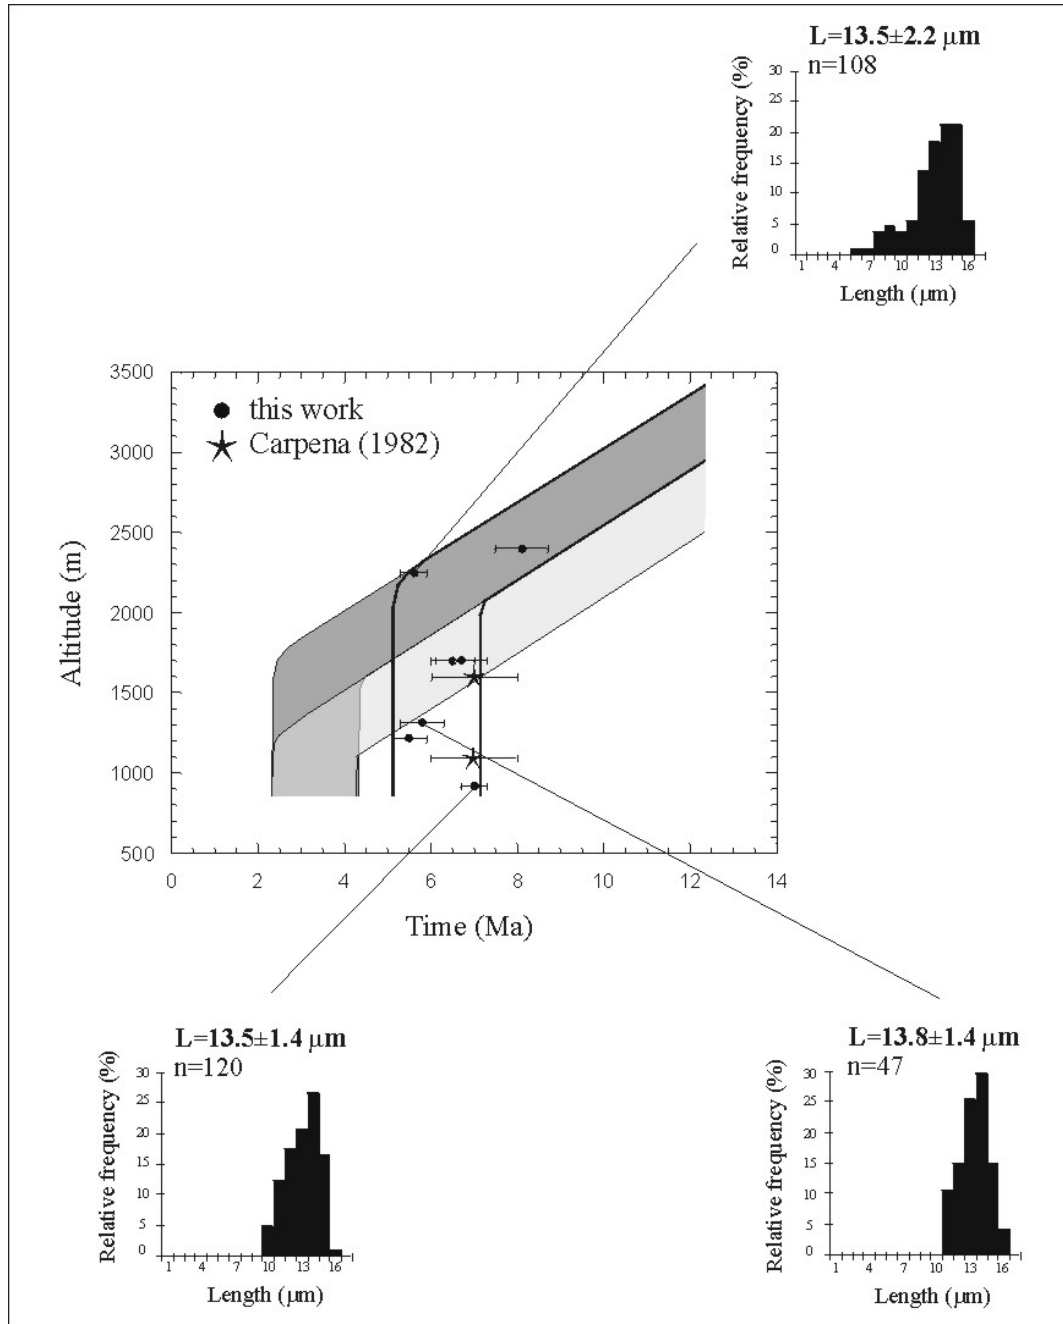 L=13.5±2.2 µm
n=108
Relative frequency (%)
30
25
20
15
10
5
0
1 4 7 10 13 16
Length (µm)
3500
3000
2500
2000
1500
1000
500
Altitude (m)
this work
Carpena (1982)
0 2 4 6 8 10 12 14
Time (Ma)
L=13.5±1.4 µm
n=120
Relative frequency (%)
30
25
20
15
10
5
0
1 4 7 10 13 16
Length (µm)
L=13.8±1.4 µm
n=47
Relative frequency (%)
30
25
20
15
10
5
0
1 4 7 10 13 16
Length (µm)